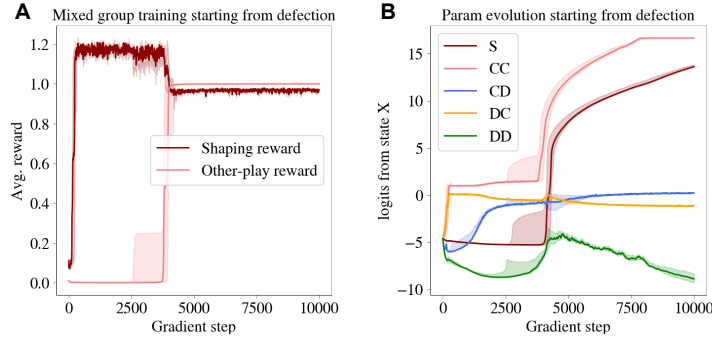 A
Mixed group training starting from defection
Avg. reward
1.2
1.0
0.8
0.6
0.4
0.2
0.0
Shaping reward
Other-play reward
0
2500
5000
7500
10000
Gradient step
B
Param evolution starting from defection
logits from state X
15
10
5
0
−5
−10
S
CC
CD
DC
DD
0
2500
5000
7500
10000
Gradient step